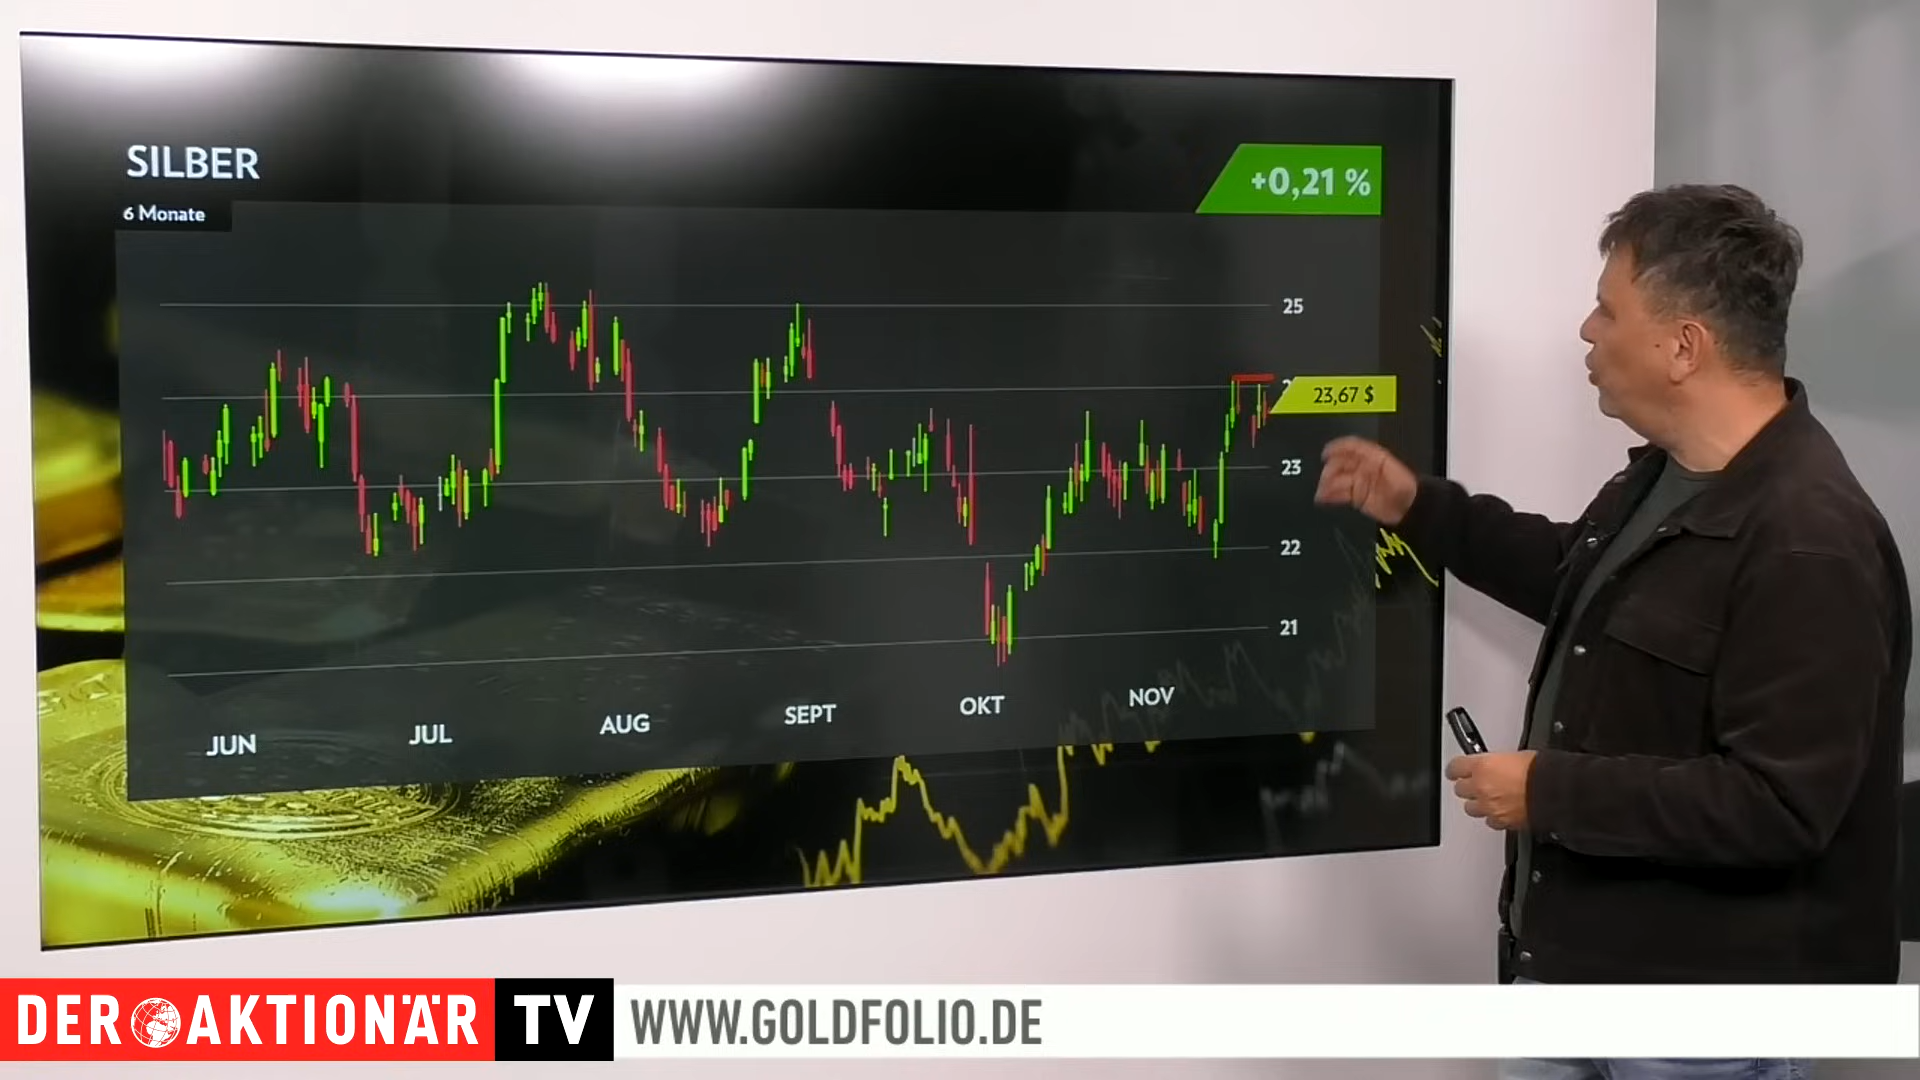 SILBER
+0,21 %
6 Monate
25
23,67 $
23
22
21
JUN JUL AUG SEPT OKT NOV
DER AKTIONÄR TV
WWW.GOLDFOLIO.DE